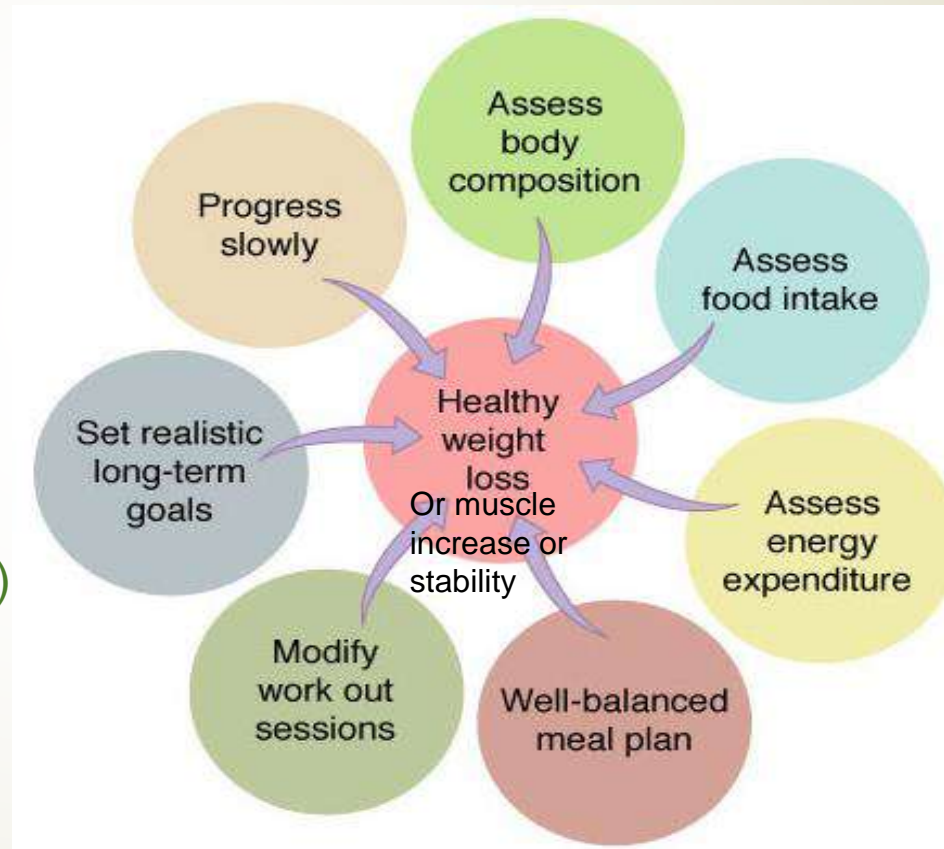 Assess
body
composition
Progress
slowly
Assess
food intake
Healthy
weight
loss
Or muscle
increase or
stability
Set realistic
long-term
goals
Assess
energy
expenditure
)
Modify
work out
sessions
Well-balanced
meal plan